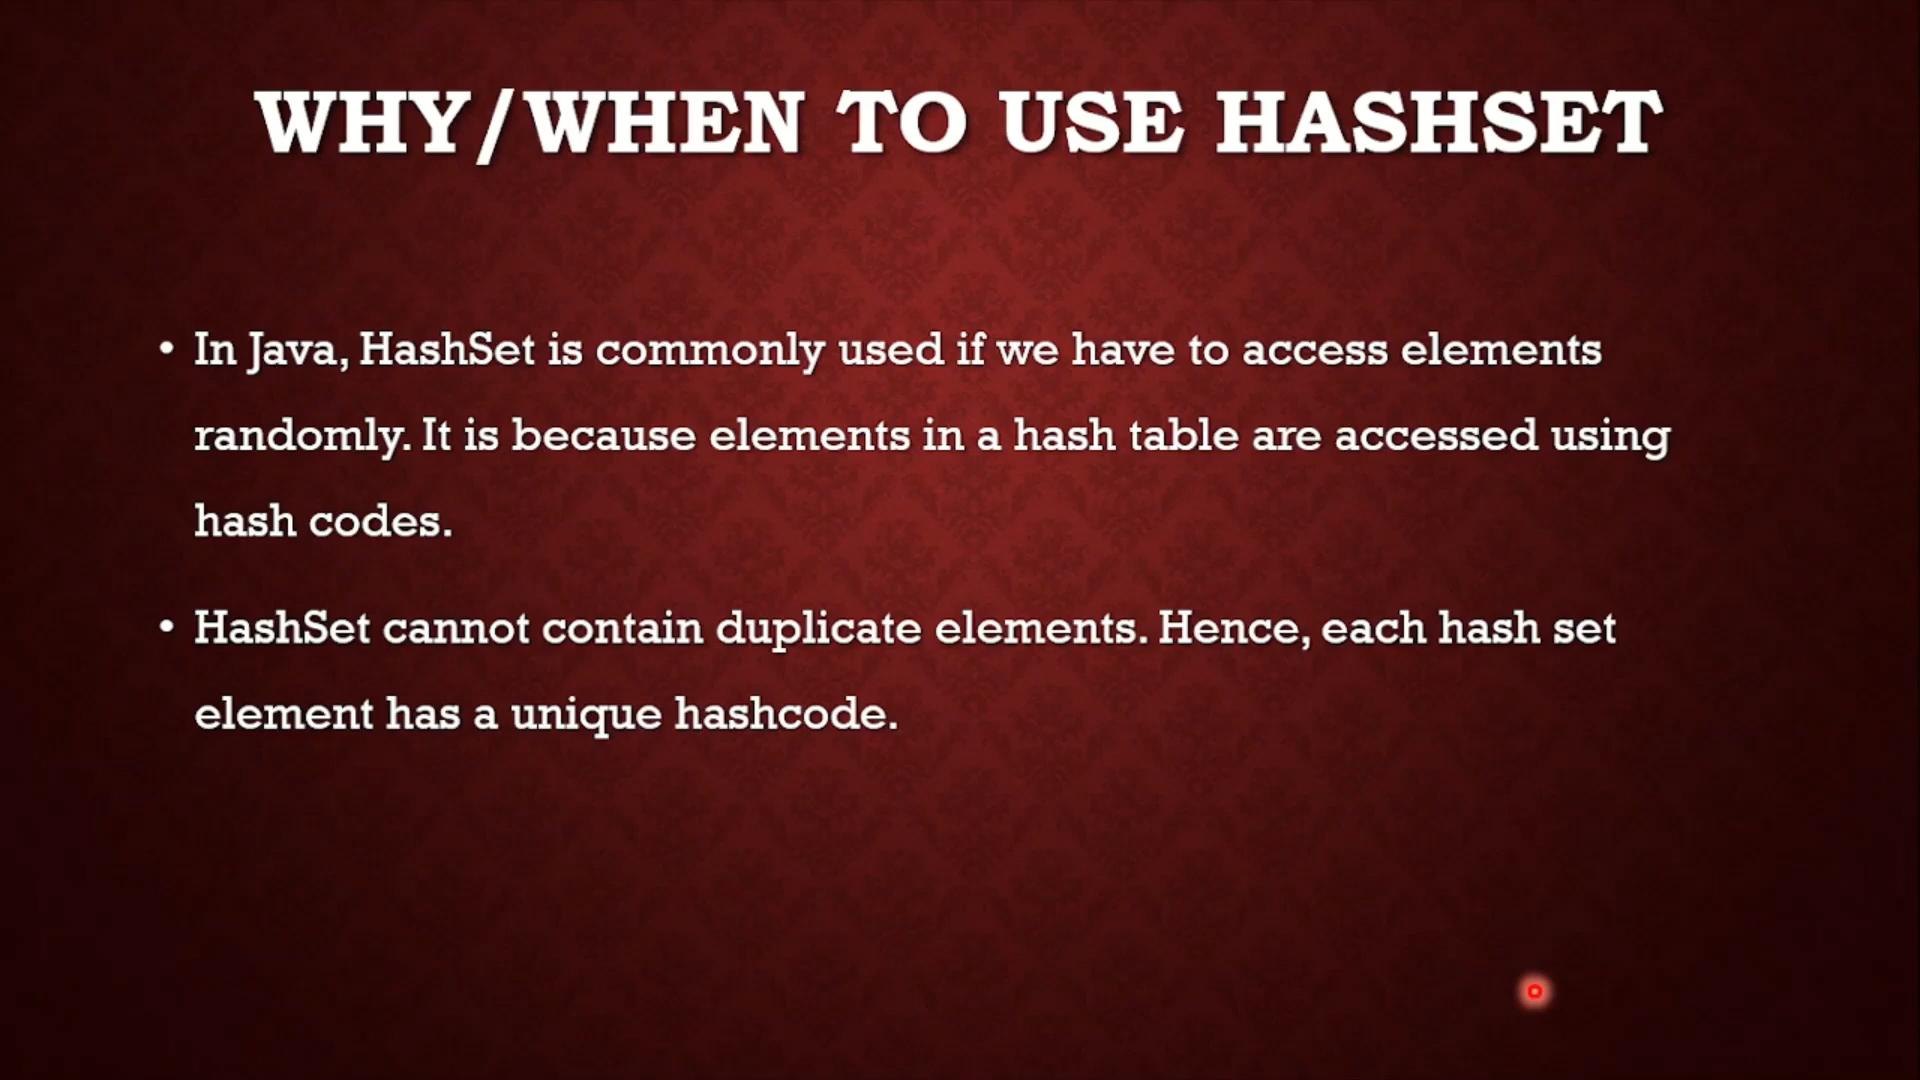 WHY/WHEN TO USE HASHSET
• In Java, HashSet is commonly used if we have to access elements
randomly. It is because elements in a hash table are accessed using
hash codes.
• HashSet cannot contain duplicate elements. Hence, each hash set
element has a unique hashcode.